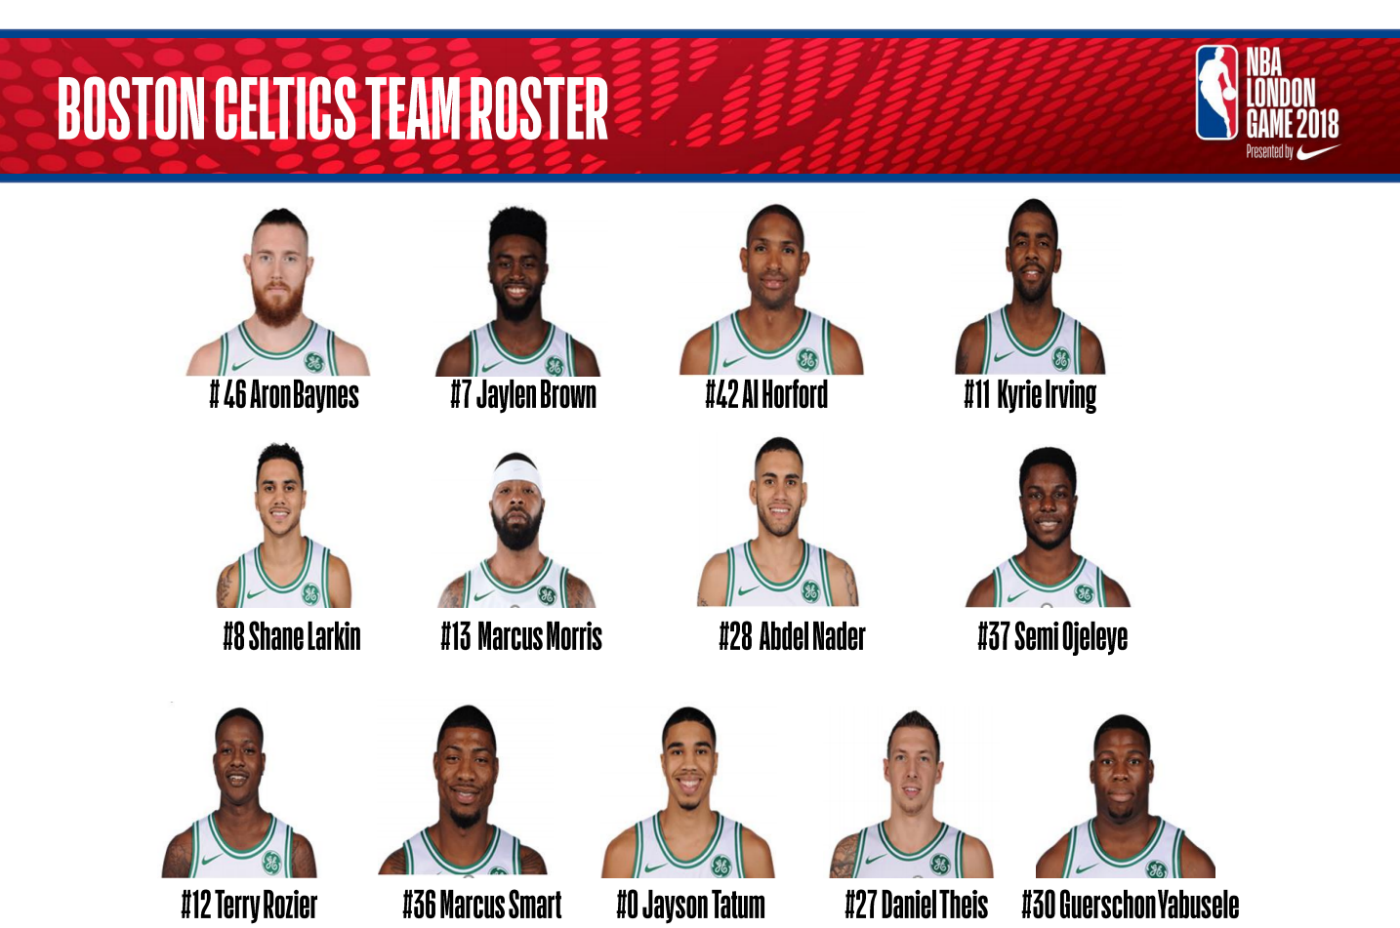 BOSTON CELTICS TEAM ROSTER
NBA
LONDON
GAME 2018
Presented by
# 46 Aron Baynes
#7 Jaylen Brown
#42 Al Horford
#11 Kyrie Irving
#8 Shane Larkin
#13 Marcus Morris
#28 Abdel Nader
#37 Semi Ojeleye
#12 Terry Rozier
#36 Marcus Smart
#0 Jayson Tatum
#27 Daniel Theis
#30 Guerschon Yabusele